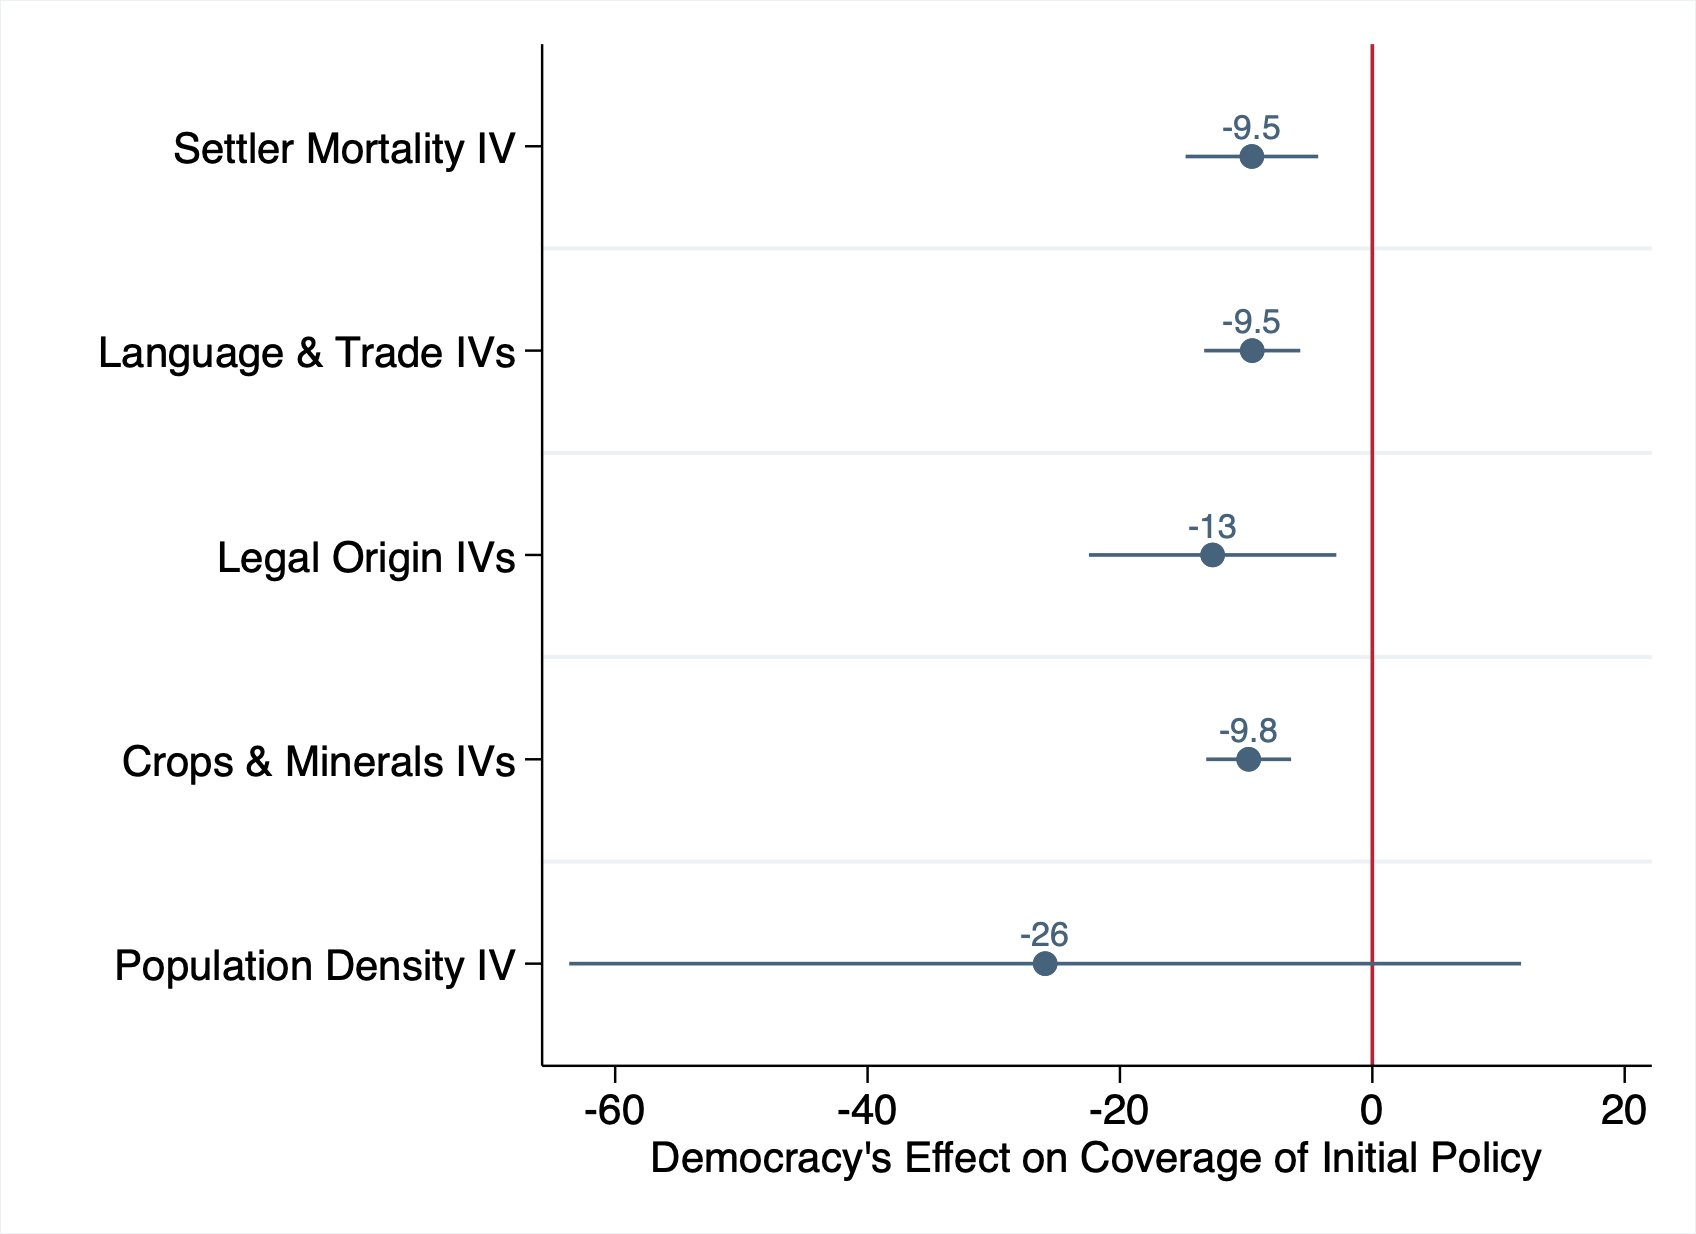 Settler Mortality IV
-9.5
Language & Trade IVs
-9.5
Legal Origin IVs
-13
Crops & Minerals IVs
-9.8
Population Density IV
-26
-60 -40 -20 0 20
Democracy's Effect on Coverage of Initial Policy